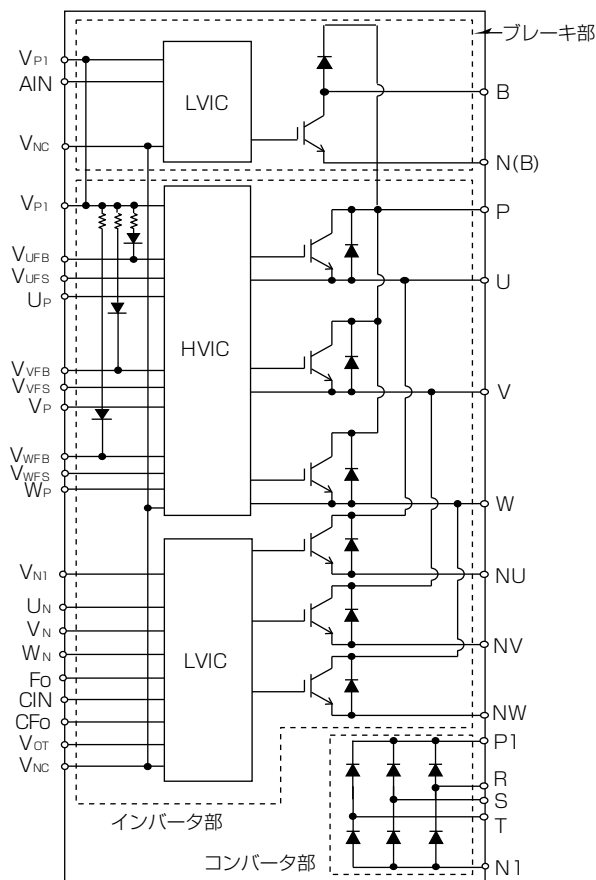 ブレーキ部
VP1
AIN
LVIC
B
VNC
N(B)
VP1
P
VUFB
VUFS
UP
U
HVIC
VVFB
VVFS
VP
V
VWFB
VWFS
WP
W
VN1
NU
UN
VN
WN
LVIC
NV
Fo
CIN
CFo
NW
VOT
VNC
P1
R
S
T
インバータ部
コンバータ部
N1